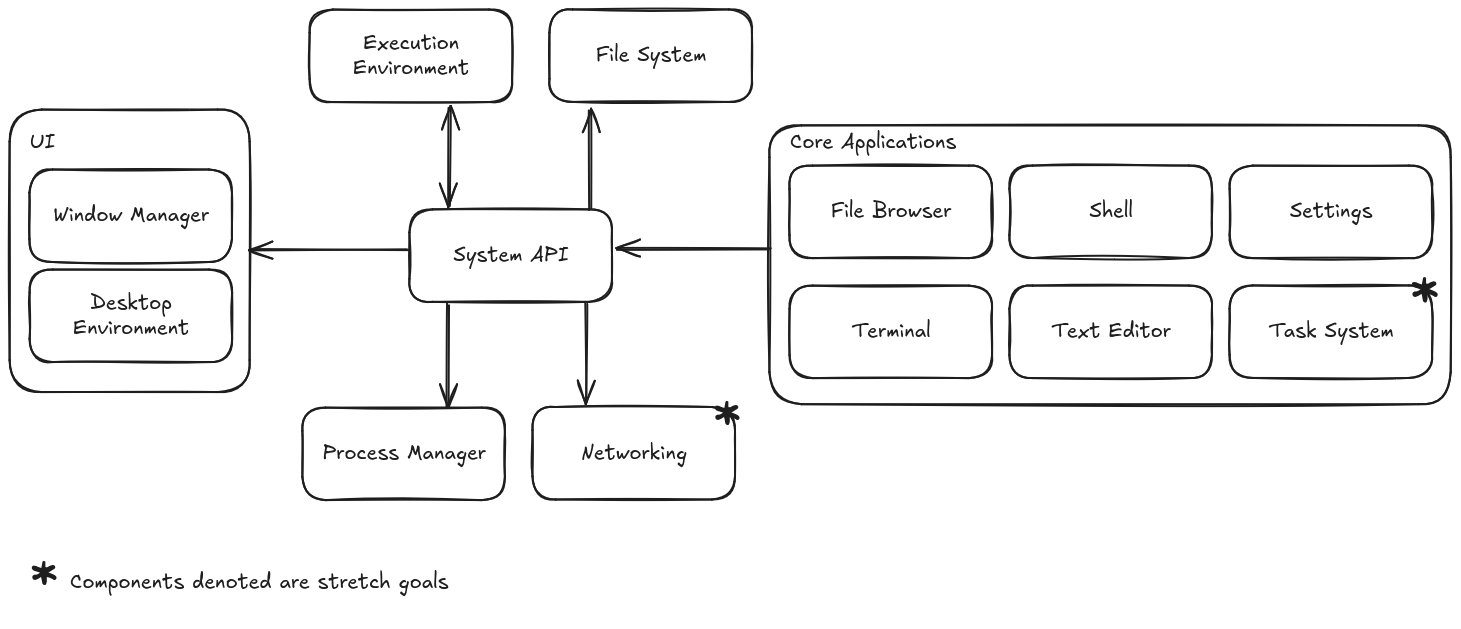 Execution
Environment
File System
UI
Window Manager
Desktop
Environment
System API
Core Applications
File Browser
Shell
Settings
Terminal
Text Editor
Task System
Process Manager
Networking
Components denoted are stretch goals